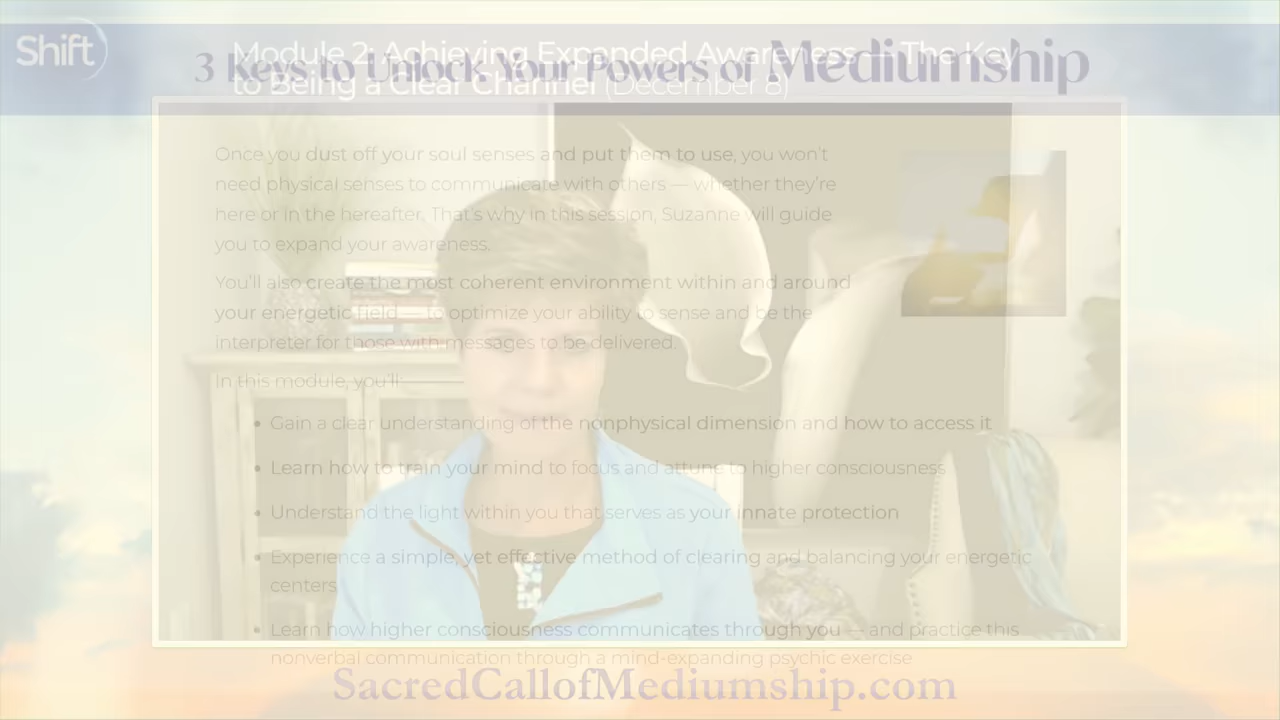 Shift
Module 2: Achieving Expanded Awareness — The Key
3 Keys to Unlock Your Powers of Mediumship
to Being a Clear Channel (December 8)
Once you dust off your soul senses and put them to use, you won't
need physical senses to communicate with others — whether they're
here or in the hereafter. That's why in this session, Suzanne will guide
you to expand your awareness.
You'll also create the most coherent environment within and around
your energetic field — to optimize your ability to sense and be the
interpreter for those with messages to be delivered.
In this module, you'll:
• Gain a clear understanding of the nonphysical dimension and how to access it
• Learn how to train your mind to focus and attune to higher consciousness
• Understand the light within you that serves as your innate protection
• Experience a simple, yet effective method of clearing and balancing your energetic
centers
• Learn how higher consciousness communicates through you — and practice this
nonverbal communication through a mind-expanding psychic exercise
SacredCallofMediumship.com